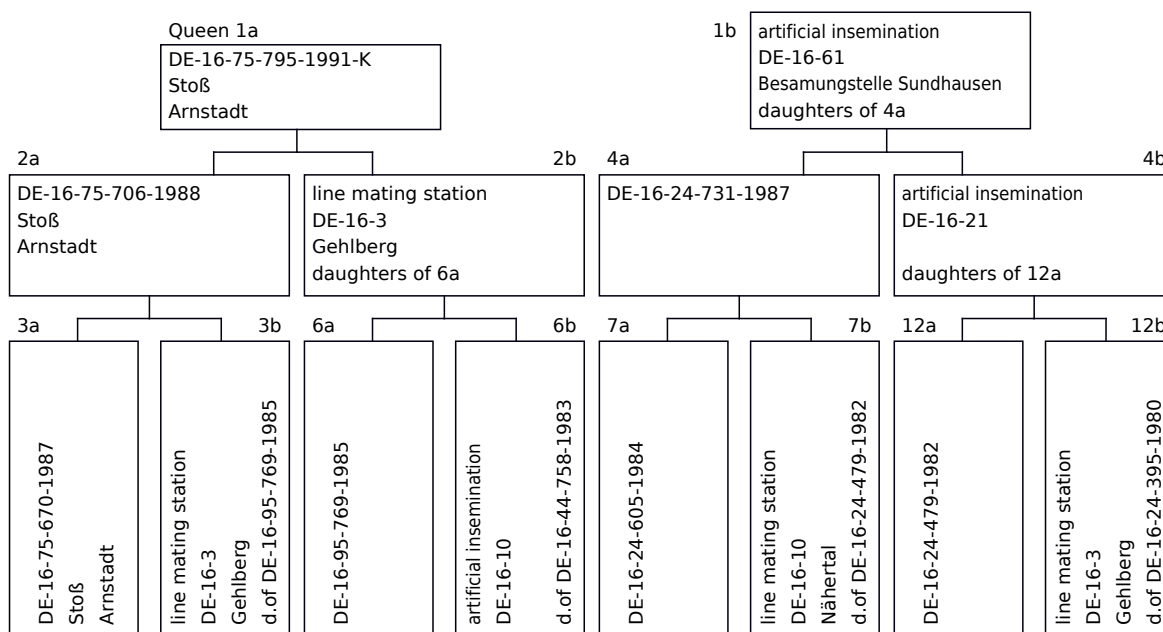 Queen 1a
DE-16-75-795-1991-K
Stoß
Arnstadt
1b
artificial insemination
DE-16-61
Besamungstelle Sundhausen
daughters of 4a
2a
DE-16-75-706-1988
Stoß
Arnstadt
2b
line mating station
DE-16-3
Gehlberg
daughters of 6a
4a
DE-16-24-731-1987
4b
artificial insemination
DE-16-21
daughters of 12a
3a
DE-16-75-670-1987
Stoß
Arnstadt
3b
line mating station
DE-16-3
Gehlberg
d.of DE-16-95-769-1985
6a
DE-16-95-769-1985
6b
artificial insemination
DE-16-10
d.of DE-16-44-758-1983
7a
DE-16-24-605-1984
7b
line mating station
DE-16-10
Nähertal
d.of DE-16-24-479-1982
12a
DE-16-24-479-1982
12b
line mating station
DE-16-3
Gehlberg
d.of DE-16-24-395-1980